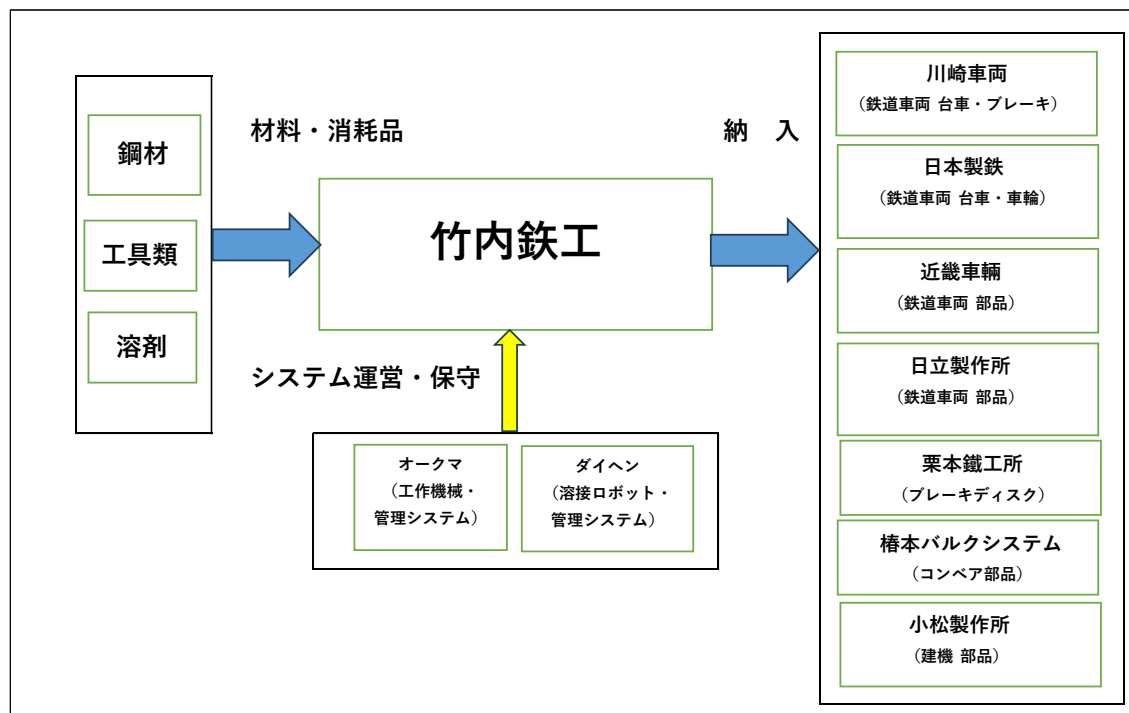 鋼材
工具類
溶剤
材料・消耗品
竹内鉄工
納　入
システム運営・保守
オークマ
（工作機械・
管理システム）
ダイヘン
（溶接ロボット・
管理システム）
川崎車両
（鉄道車両 台車・ブレーキ）
日本製鉄
（鉄道車両 台車・車輪）
近畿車輛
（鉄道車両 部品）
日立製作所
（鉄道車両 部品）
栗本鐵工所
（ブレーキディスク）
椿本バルクシステム
（コンベア部品）
小松製作所
（建機 部品）